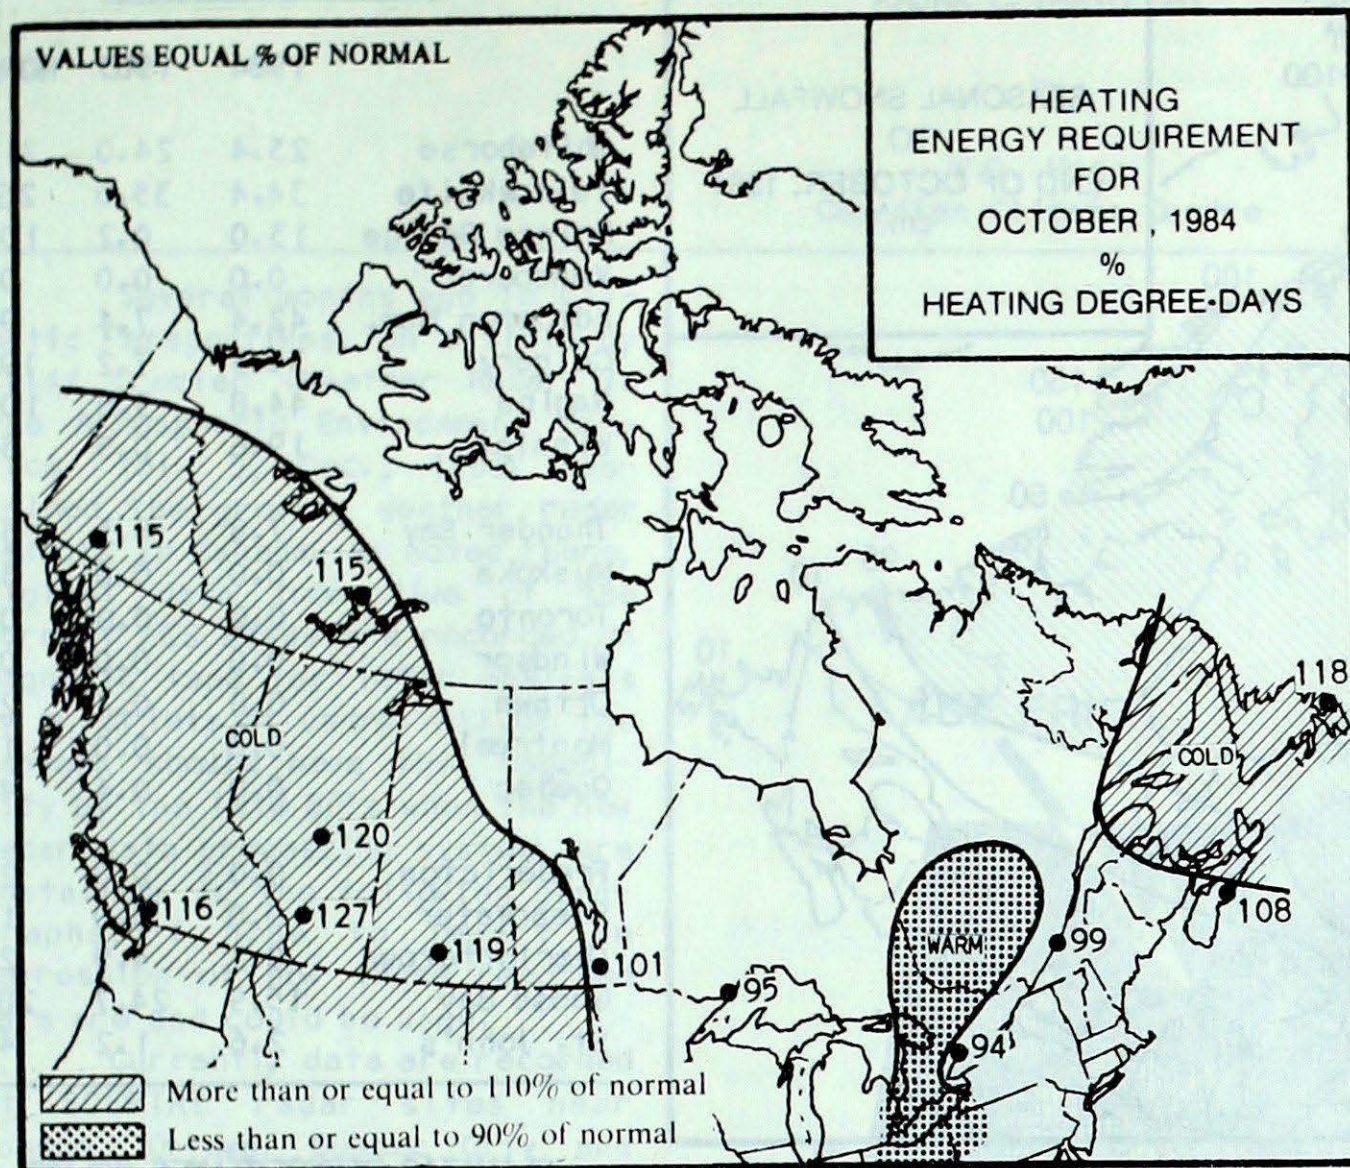 VALUES EQUAL % OF NORMAL
HEATING
ENERGY REQUIREMENT
FOR
OCTOBER, 1984
%
HEATING DEGREE-DAYS
115
115
118
COLD
COLD
120
116
127
119
101
95
WARM
99
108
94
More than or equal to 110% of normal
Less than or equal to 90% of normal